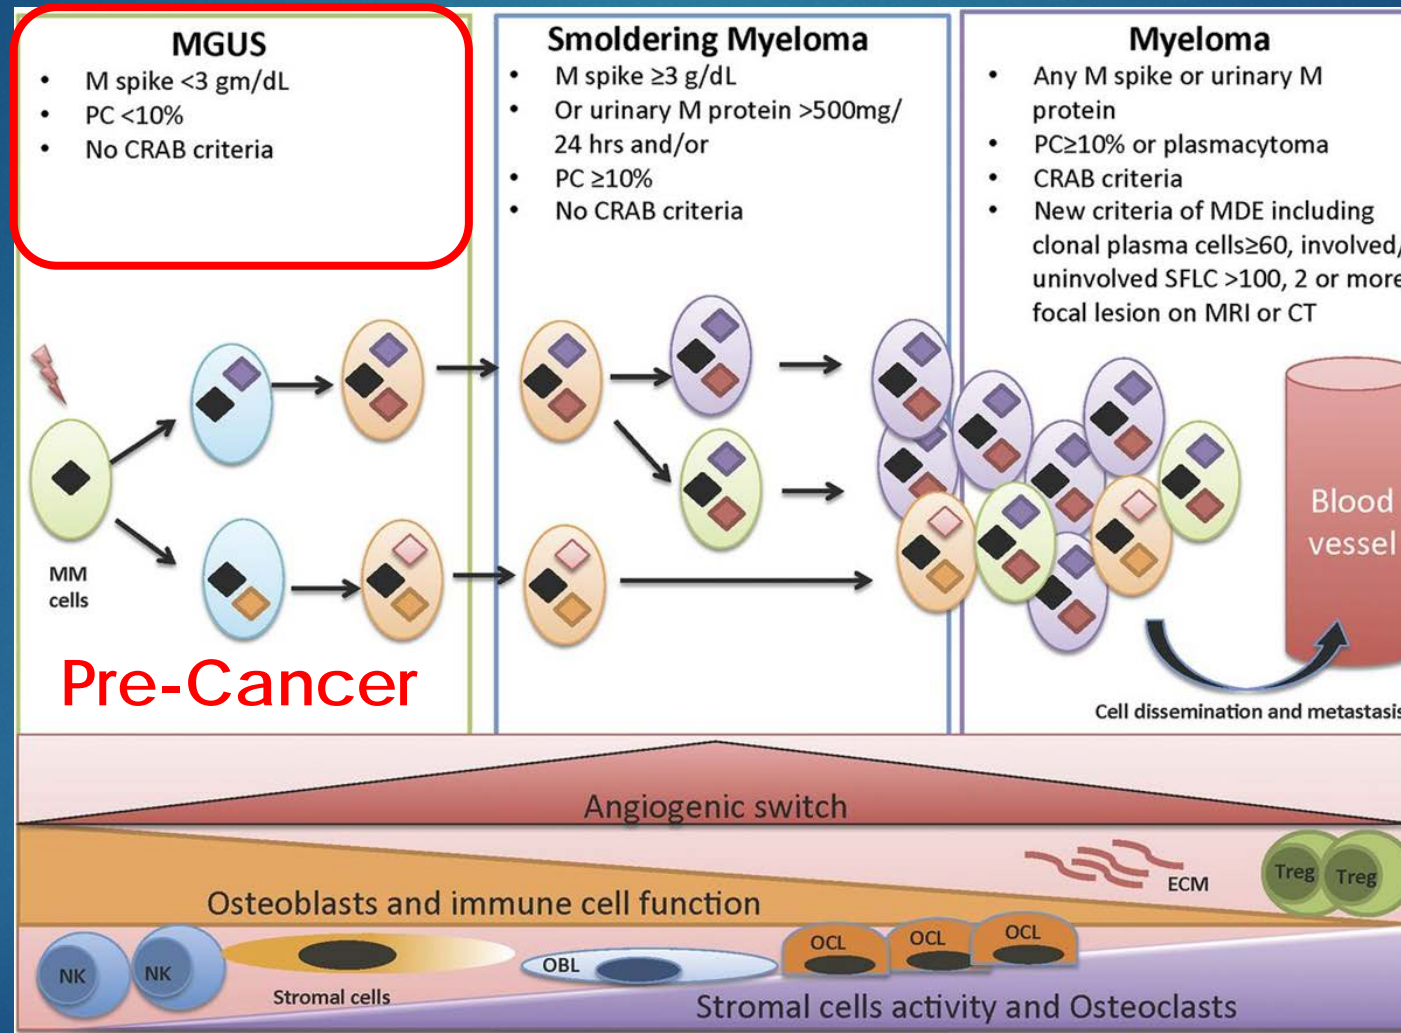 MGUS
• M spike <3 gm/dL
• PC <10%
• No CRAB criteria
Smoldering Myeloma
• M spike ≥3 g/dL
• Or urinary M protein >500mg/
24 hrs and/or
• PC ≥10%
• No CRAB criteria
Myeloma
• Any M spike or urinary M
protein
• PC≥10% or plasmacytoma
• CRAB criteria
• New criteria of MDE including
clonal plasma cells≥60, involved/
uninvolved SFLC >100, 2 or more
focal lesion on MRI or CT
MM
cells
Pre-Cancer
Blood
vessel
Cell dissemination and metastasis
Angiogenic switch
Osteoblasts and immune cell function
ECM
Treg
Treg
NK
NK
Stromal cells
OBL
OCL
OCL
OCL
Stromal cells activity and Osteoclasts